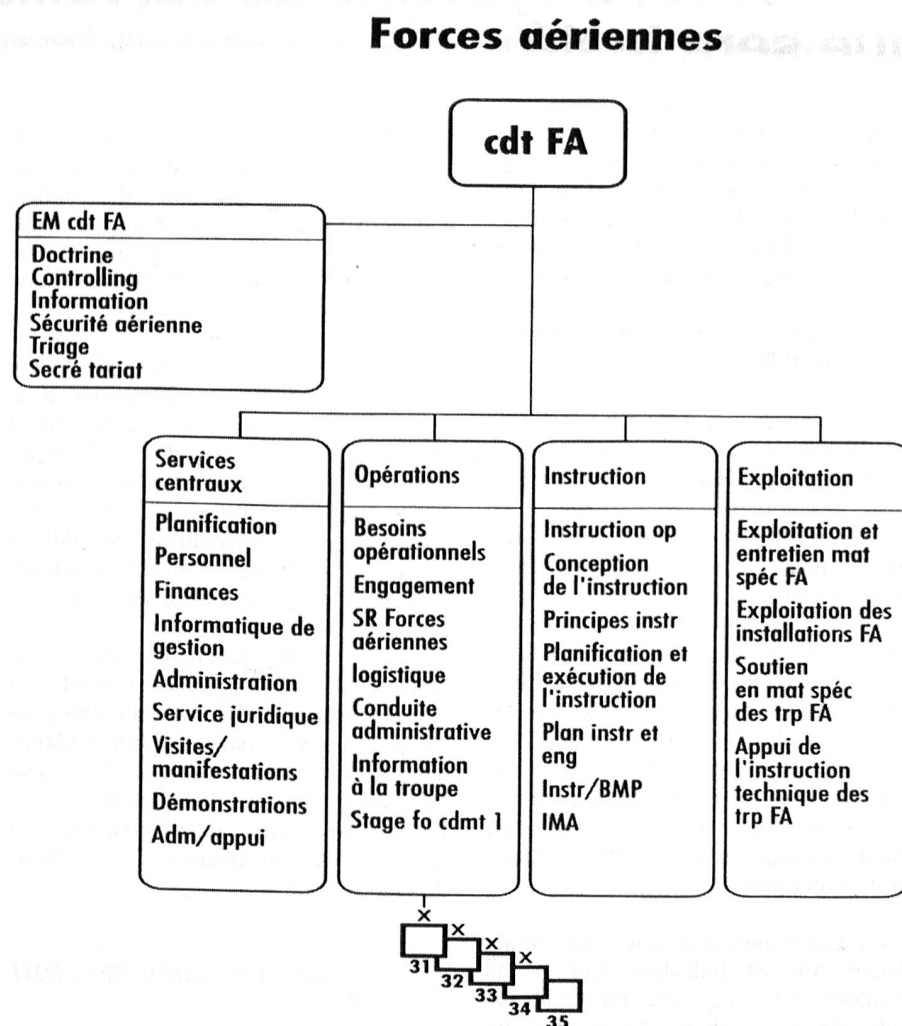 Forces aériennes
cdt FA
EM cdt FA
Doctrine
Controlling
Information
Sécurité aérienne
Triage
Secré tariat
Services
centraux
Planification
Personnel
Finances
Informatique de
gestion
Administration
Service juridique
Visites/
manifestations
Démonstrations
Adm/appui
Opérations
Besoins
opérationnels
Engagement
SR Forces
aériennes
logistique
Conduite
administrative
Information
à la troupe
Stage fo cdmt 1
Instruction
Instruction op
Conception
de l'instruction
Principes instr
Planification et
exécution de
l'instruction
Plan instr et
eng
Instr/BMP
IMA
Exploitation
Exploitation et
entretien mat
spéc FA
Exploitation des
installations FA
Soutien
en mat spéc
des trp FA
Appui de
l'instruction
technique des
trp FA
×
×
×
×
31
32
33
34
35